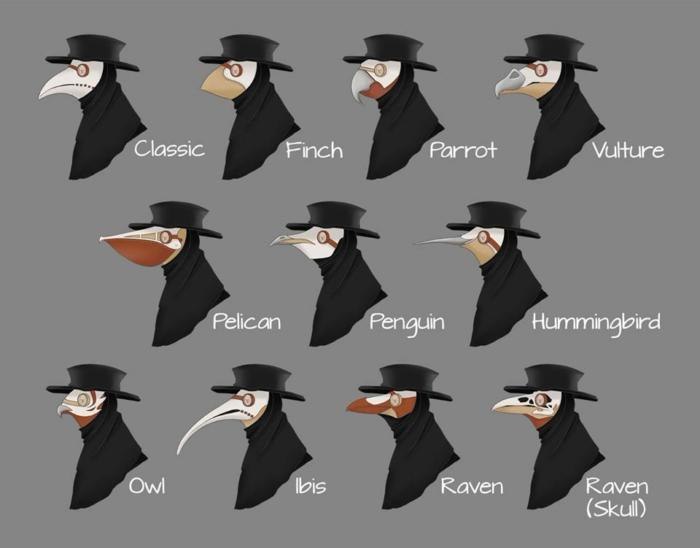 Classic
Finch
Parrot
Vulture
Pelican
Penguin
Hummingbird
Owl
Ibis
Raven
Raven
(Skull)